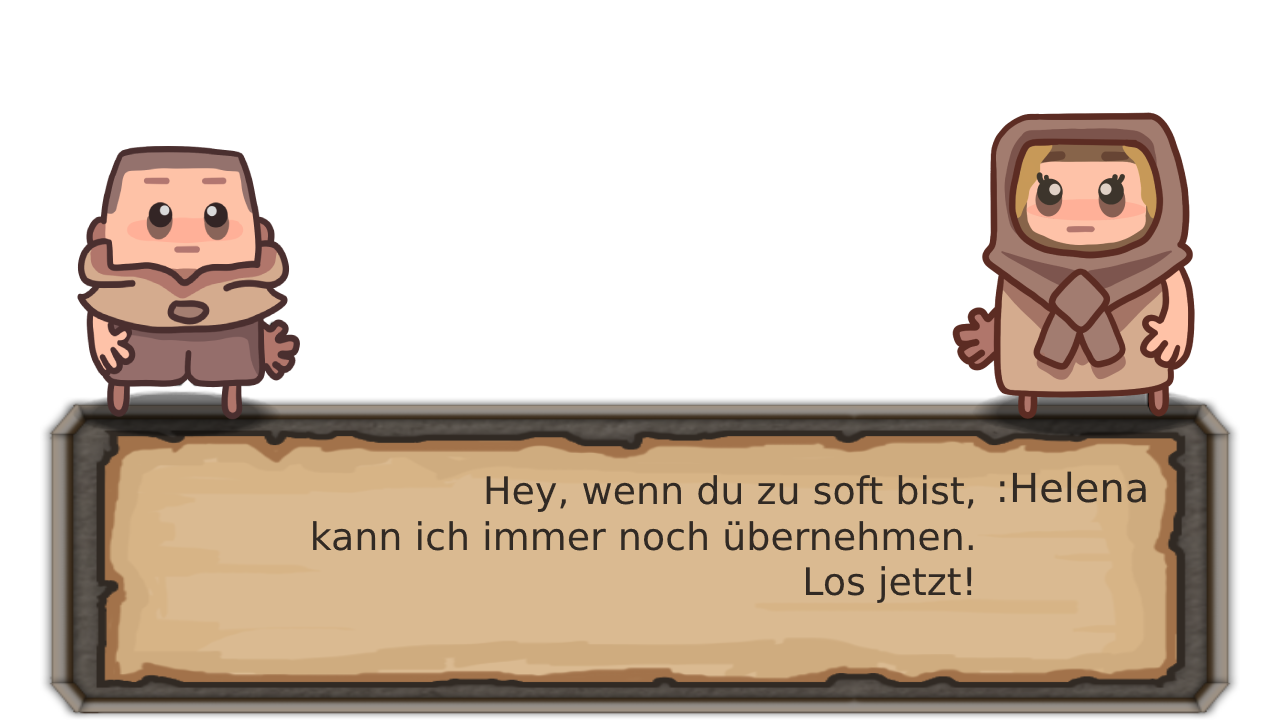 Hey, wenn du zu soft bist, :Helena
kann ich immer noch übernehmen.
Los jetzt!